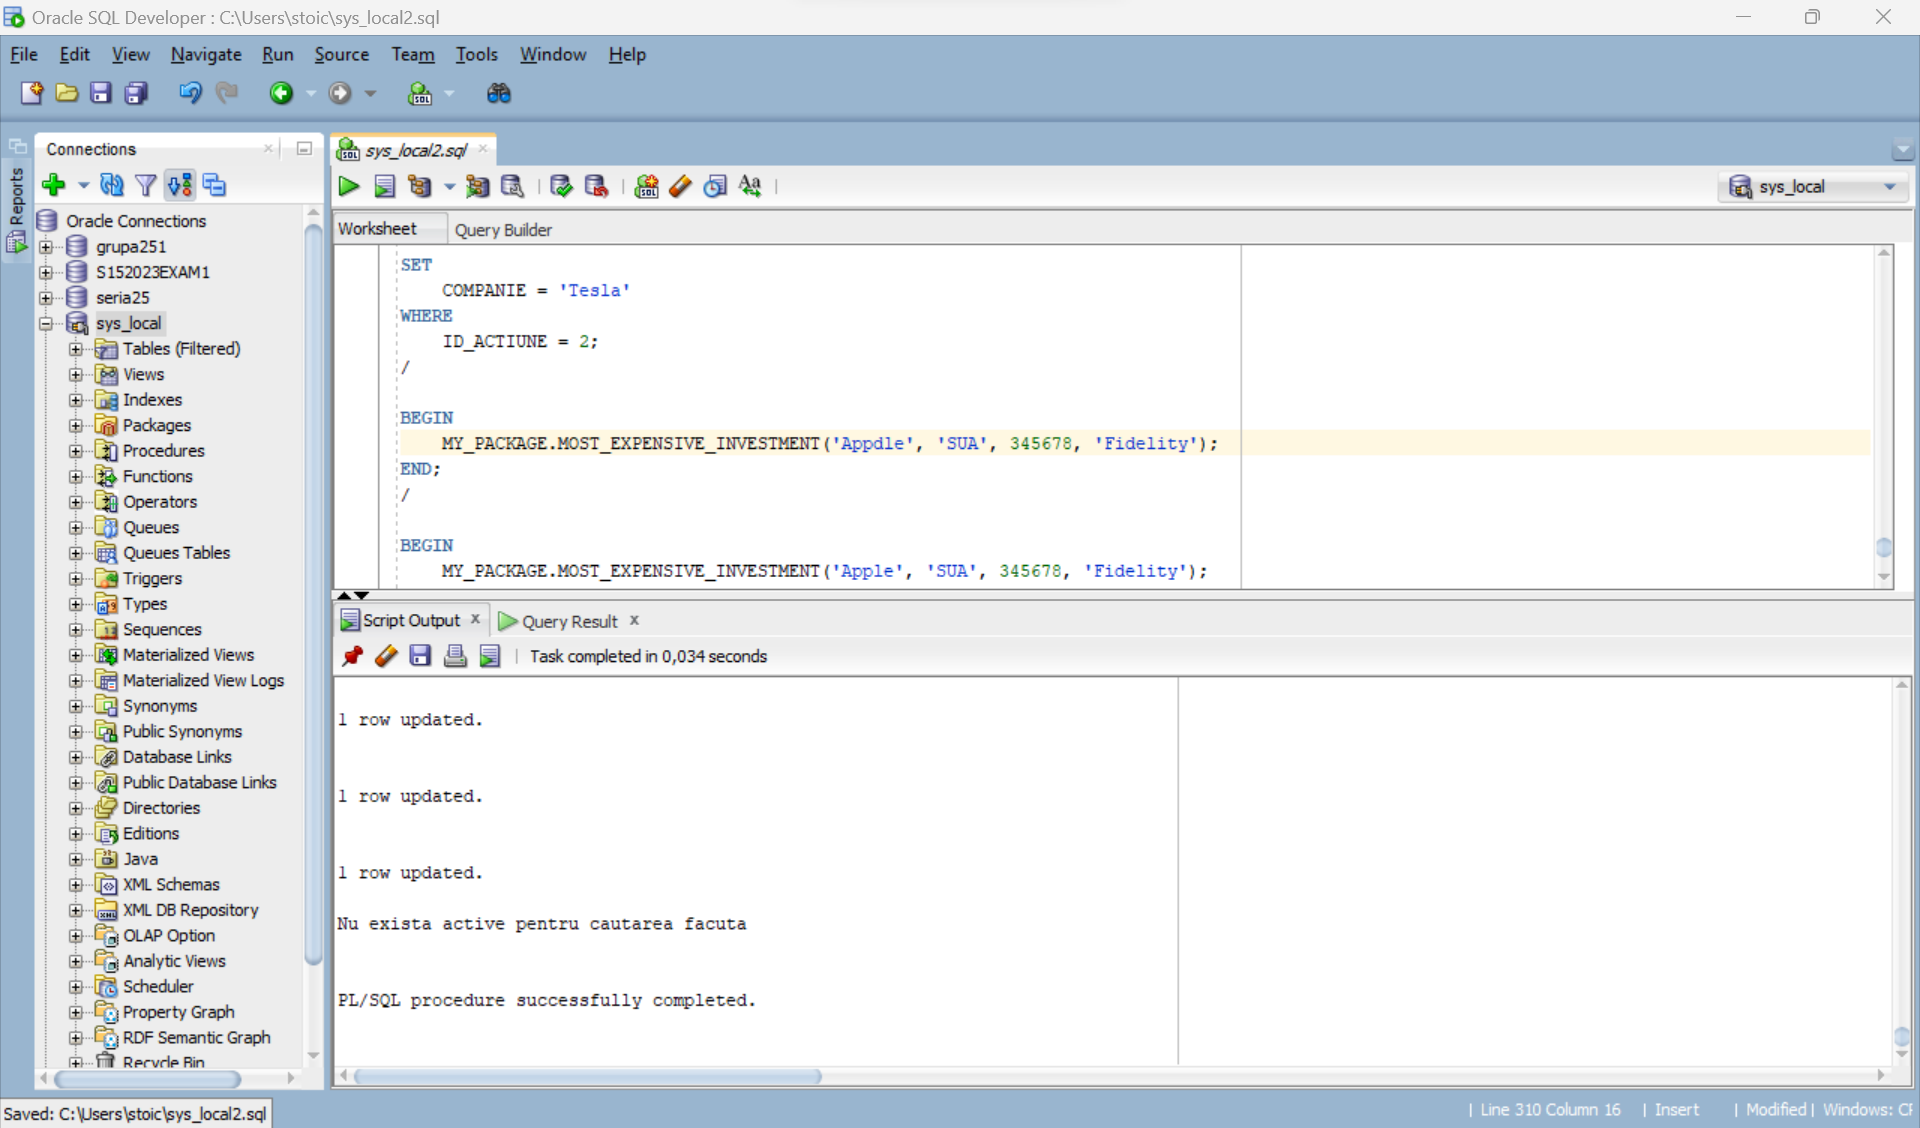 Oracle SQL Developer : C:\Users\stoic\sys_local2.sql
File Edit View Navigate Run Source Team Tools Window Help
Reports
Connections
Oracle Connections
grupa251
S152023EXAM1
seria25
sys_local
Tables (Filtered)
Views
Indexes
Packages
Procedures
Functions
Operators
Queues
Queues Tables
Triggers
Types
Sequences
Materialized Views
Materialized View Logs
Synonyms
Public Synonyms
Database Links
Public Database Links
Directories
Editions
Java
XML Schemas
XML DB Repository
OLAP Option
Analytic Views
Scheduler
Property Graph
RDF Semantic Graph
Recycle Bin
sys_local2.sql
sys_local
Worksheet Query Builder
SET
COMPANIE = 'Tesla'
WHERE
ID_ACTIUNE = 2;
/
BEGIN
MY_PACKAGE.MOST_EXPENSIVE_INVESTMENT('Appdle', 'SUA', 345678, 'Fidelity');
END;
/
BEGIN
MY_PACKAGE.MOST_EXPENSIVE_INVESTMENT('Apple', 'SUA', 345678, 'Fidelity');
Script Output Query Result
Task completed in 0,034 seconds
1 row updated.
1 row updated.
1 row updated.
Nu exista active pentru cautarea facuta
PL/SQL procedure successfully completed.
Saved: C:\Users\stoic\sys_local2.sql
| Line 310 Column 16 | Insert | Modified | Windows: